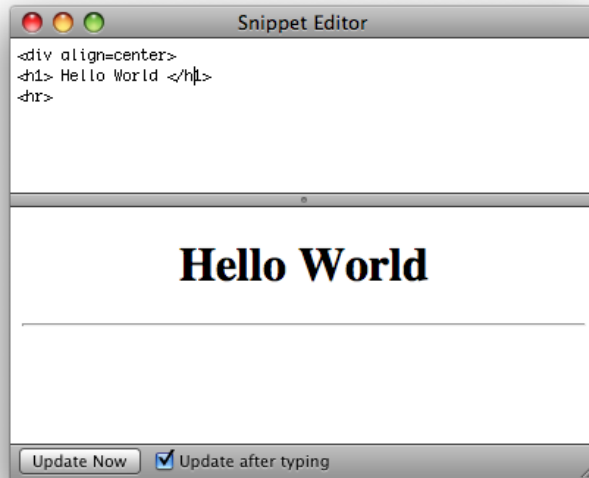 Snippet Editor
<div align=center>
<h1> Hello World </h1>
<hr>
Hello World
Update Now Update after typing